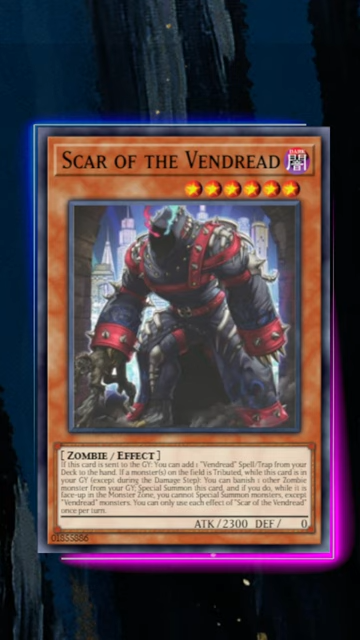 SCAR OF THE VENDREAD
DARK
[ ZOMBIE / EFFECT ]
If this card is sent to the GY: You can add 1 "Vendread" Spell/Trap from your
Deck to the hand. If a monster(s) on the field is Tributed, while this card is in
your GY (except during the Damage Step): You can banish 1 other Zombie
monster from your GY; Special Summon this card, and if you do, while it is
face-up in the Monster Zone, you cannot Special Summon monsters, except
"Vendread" monsters. You can only use each effect of "Scar of the Vendread"
once per turn.
ATK / 2300 DEF / 0